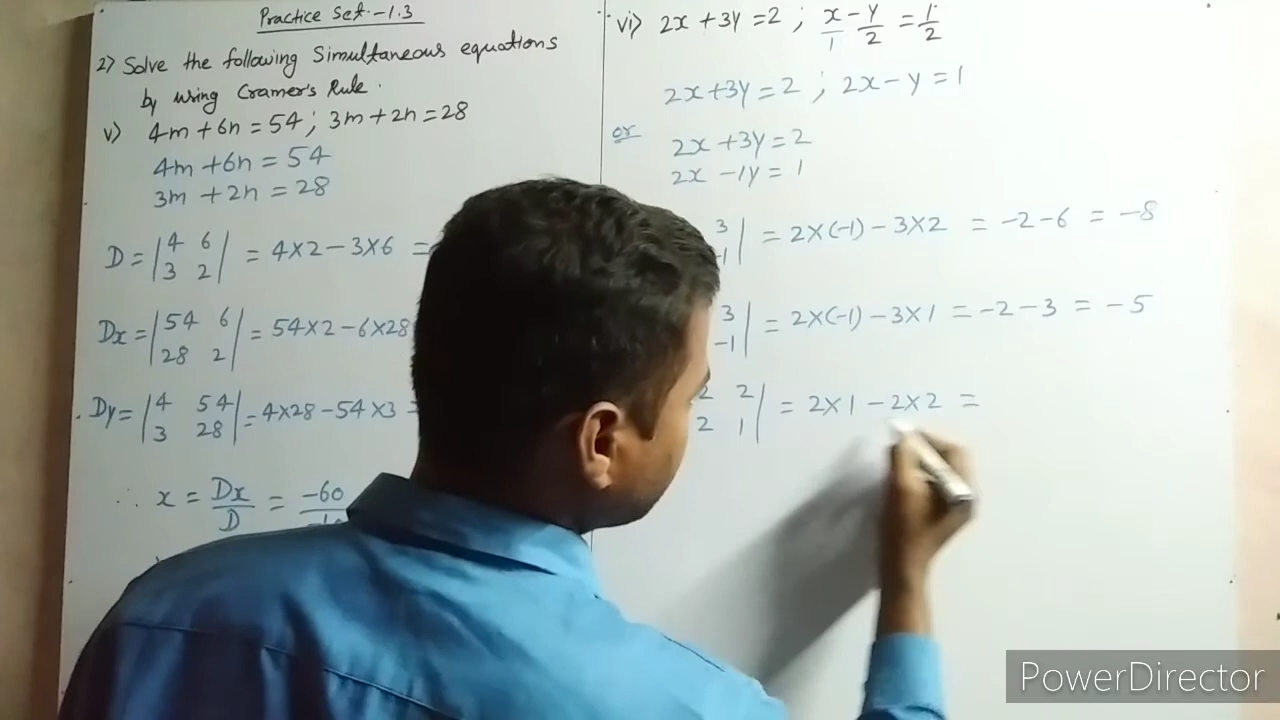 Practice Set - 1.3
2) Solve the following Simultaneous equations
by using Cramer's Rule.
v) 4m + 6n = 54 ; 3m + 2n = 28
4m + 6n = 54
3m + 2n = 28
D = | 4 6 | = 4×2 - 3×6 =
3 2
Dx = | 54 6 | = 54×2 - 6×28
28 2
Dy = | 4 54 | = 4×28 - 54×3 =
3 28
∴ x = Dx/D = -60
vi) 2x + 3y = 2 ; x/1 - y/2 = 1/2
2x + 3y = 2 ; 2x - y = 1
or
2x + 3y = 2
2x - 1y = 1
3 | = 2×(-1) - 3×2 = -2 - 6 = -8
-1
3 | = 2×(-1) - 3×1 = -2 - 3 = -5
-1
2 2 | = 2×1 - 2×2 =
2 1
PowerDirector